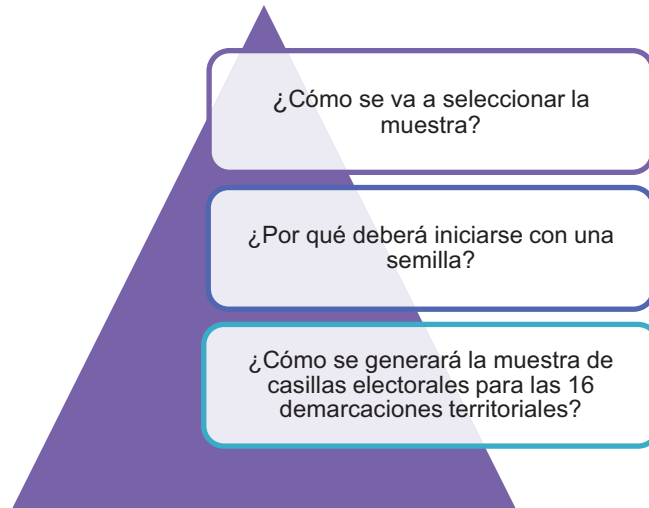 ¿Cómo se va a seleccionar la
muestra?
¿Por qué deberá iniciarse con una
semilla?
¿Cómo se generará la muestra de
casillas electorales para las 16
demarcaciones territoriales?